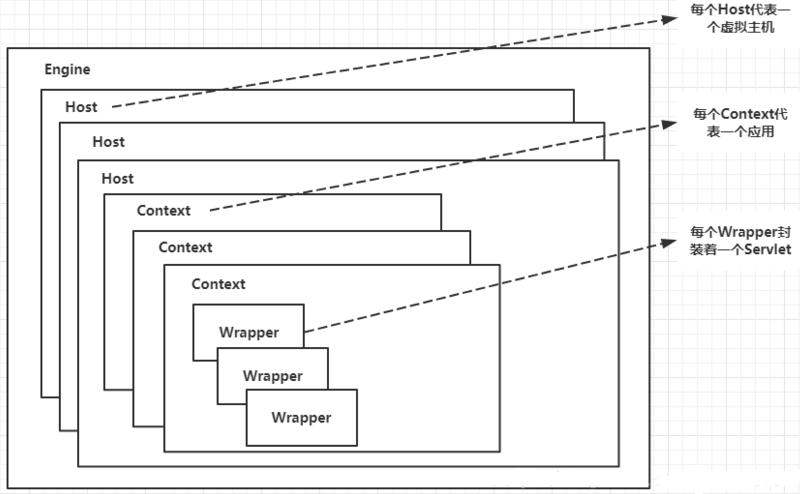 每个Host代表一
个虚拟主机
Engine
Host
每个Context代
表一个应用
Host
Host
Context
每个Wrapper封
装着一个Servlet
Context
Context
Wrapper
Wrapper
Wrapper